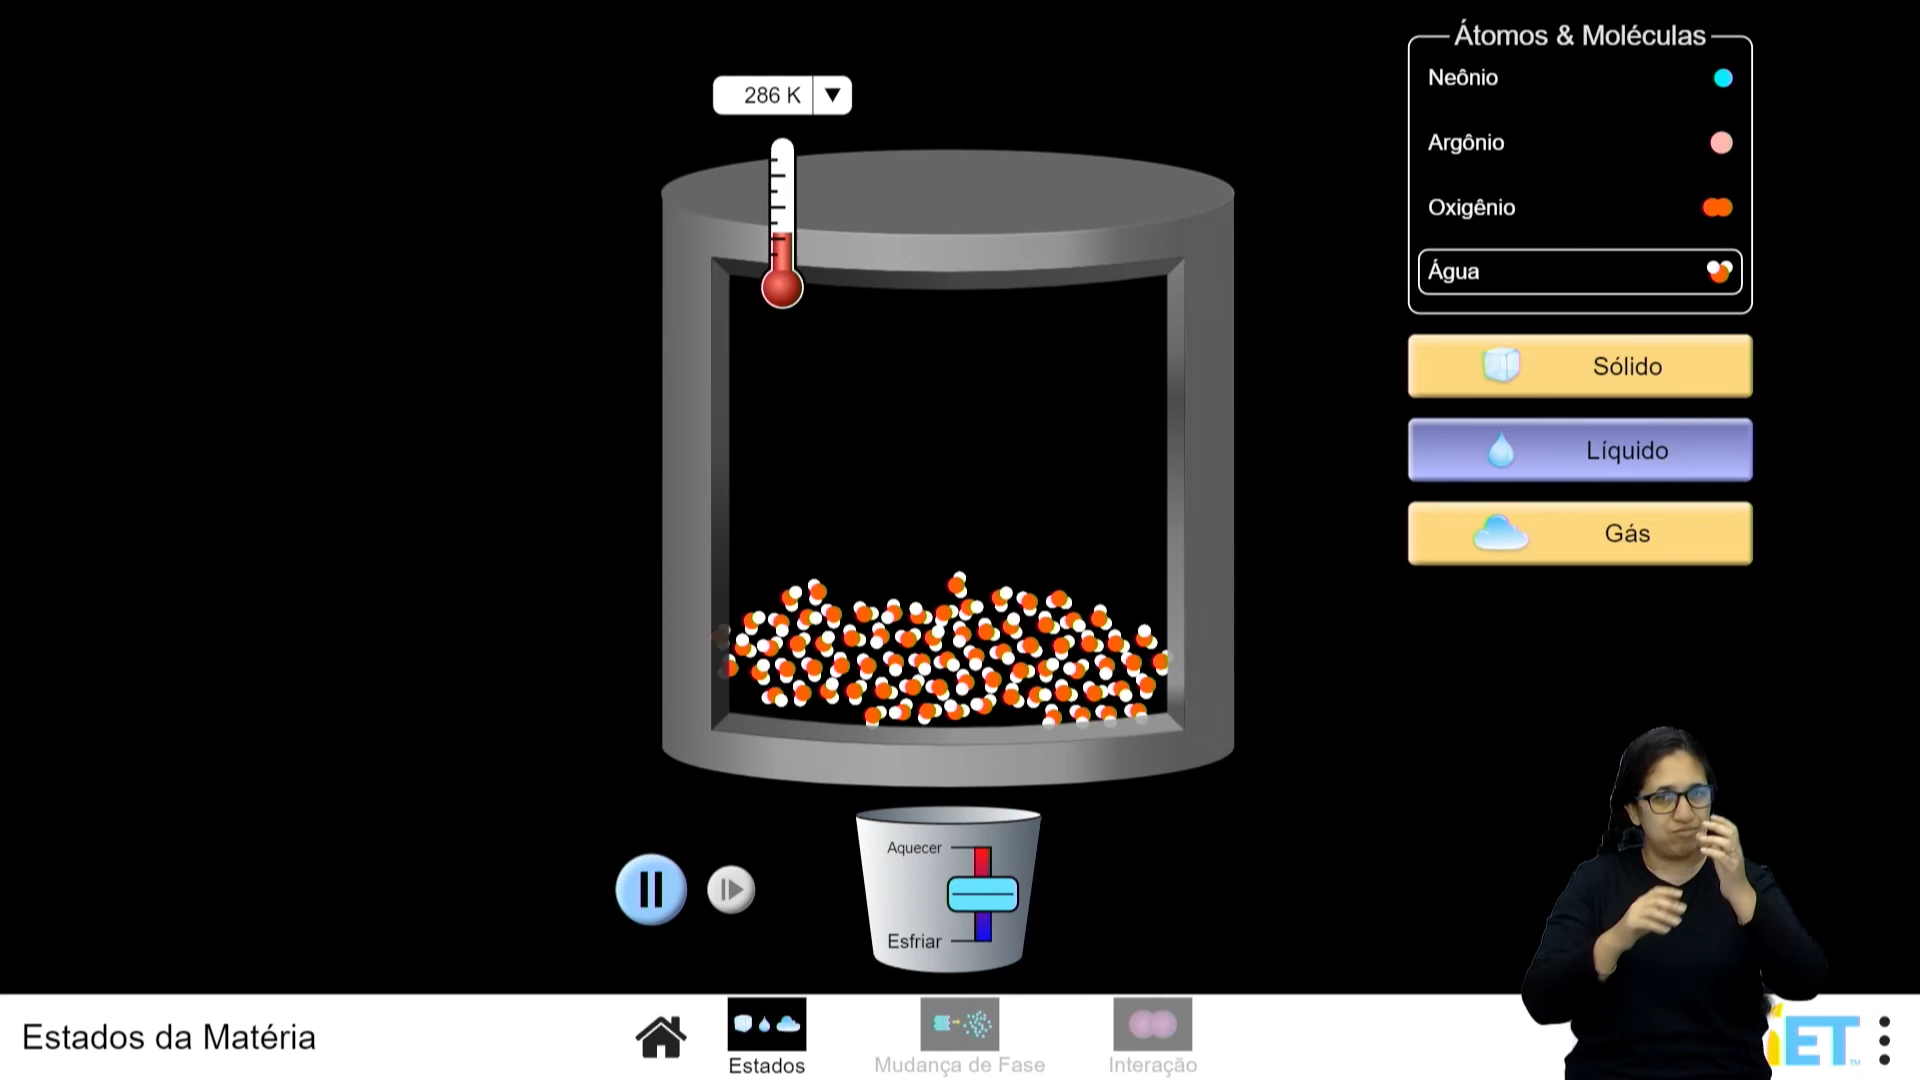 Átomos & Moléculas
286 K
Neônio
Argônio
Oxigênio
Água
Sólido
Líquido
Gás
Aquecer
Esfriar
Estados da Matéria
Estados
Mudança de Fase
Interação
iET™